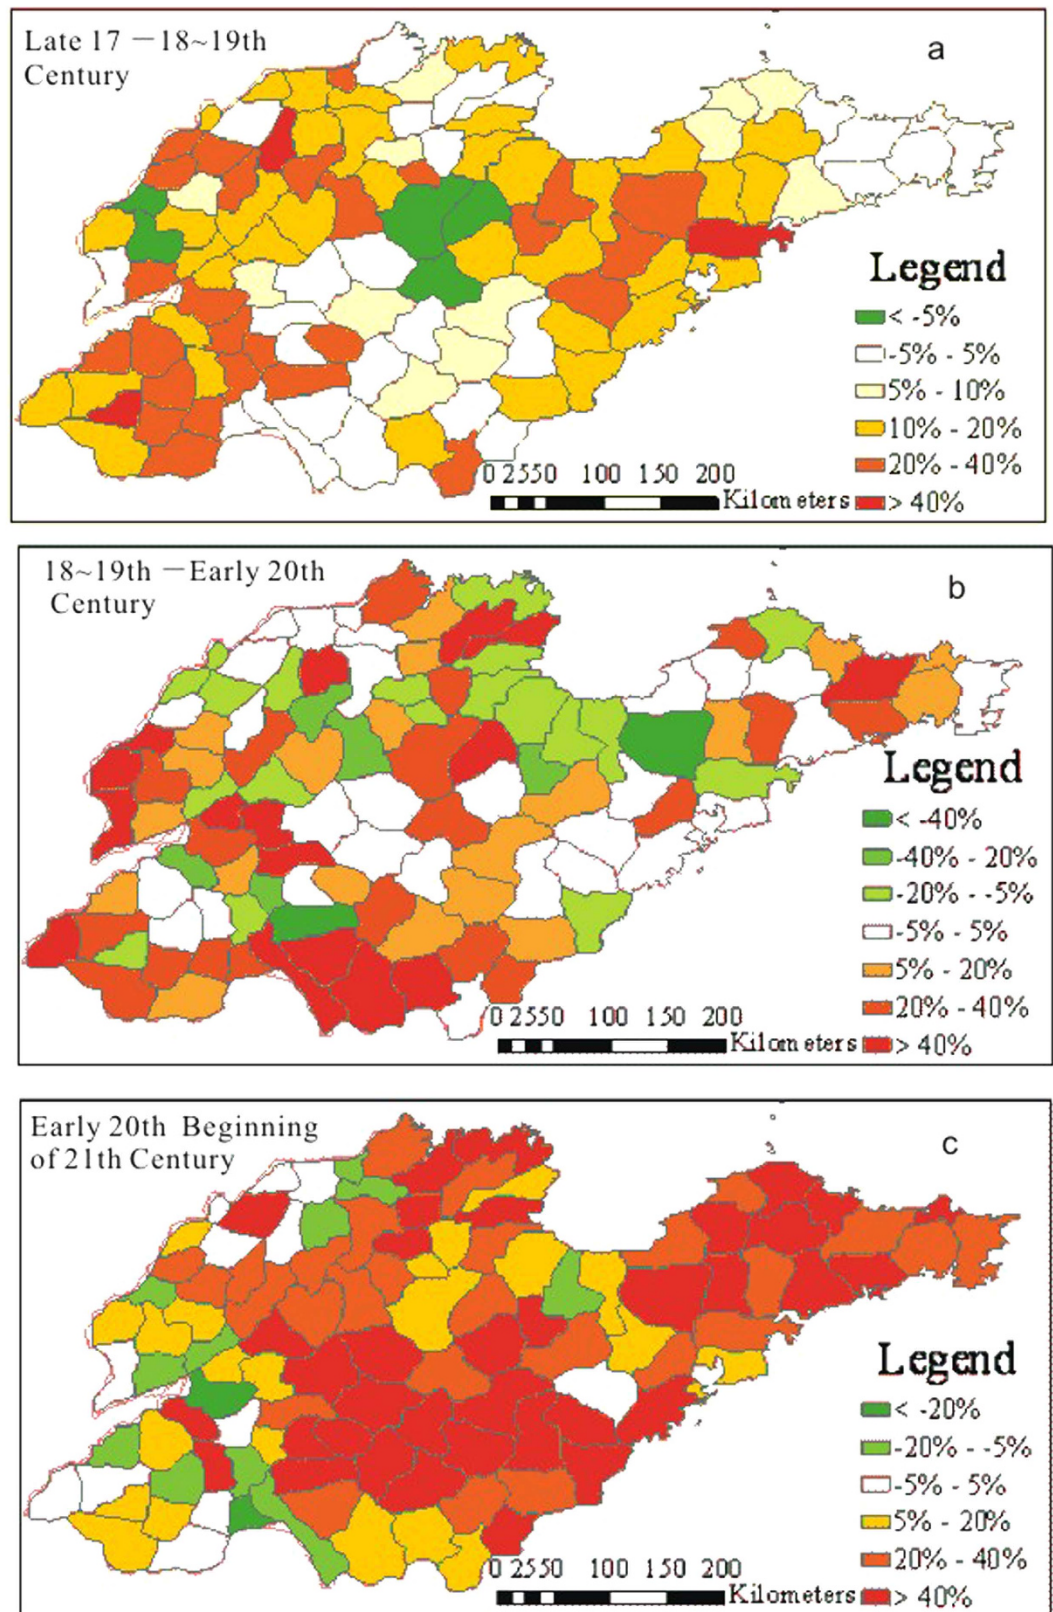 Late 17 —18~19th
Century
a
Legend
< -5%
-5% - 5%
5% - 10%
10% - 20%
20% - 40%
> 40%
0 2550 100 150 200
Kilometers
18~19th —Early 20th
Century
b
Legend
< -40%
-40% - 20%
-20% - -5%
-5% - 5%
5% - 20%
20% - 40%
> 40%
0 2550 100 150 200
Kilometers
Early 20th Beginning
of 21th Century
c
Legend
< -20%
-20% - -5%
-5% - 5%
5% - 20%
20% - 40%
> 40%
0 2550 100 150 200
Kilometers